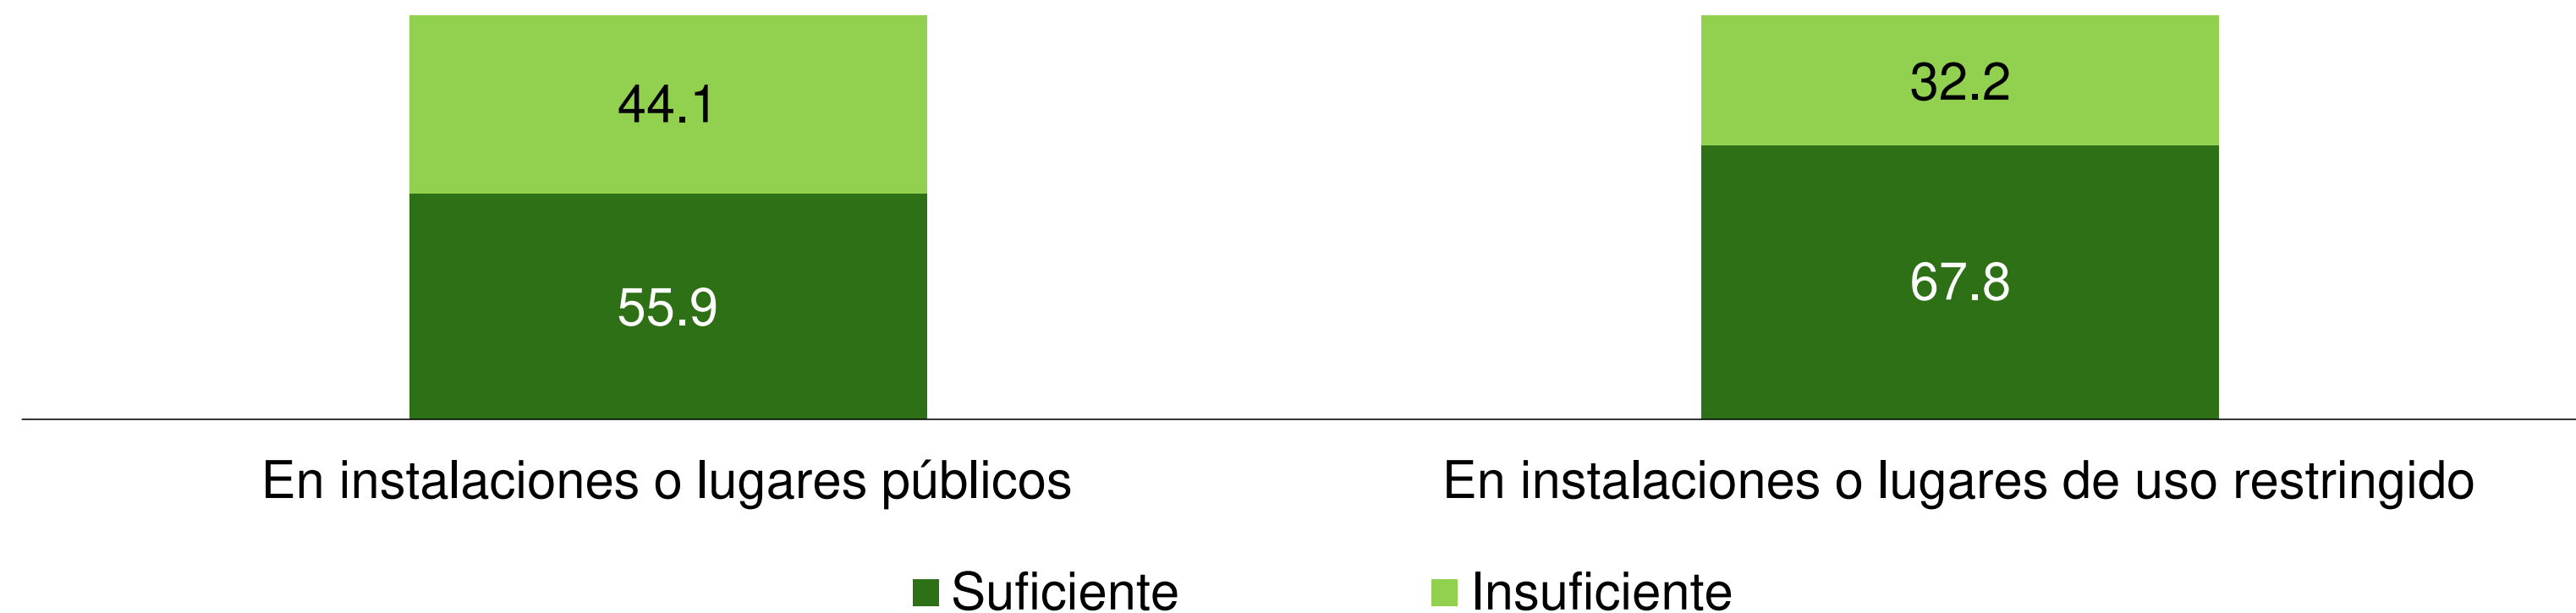 44.1
32.2
55.9
67.8
En instalaciones o lugares públicos
En instalaciones o lugares de uso restringido
Suficiente
Insuficiente